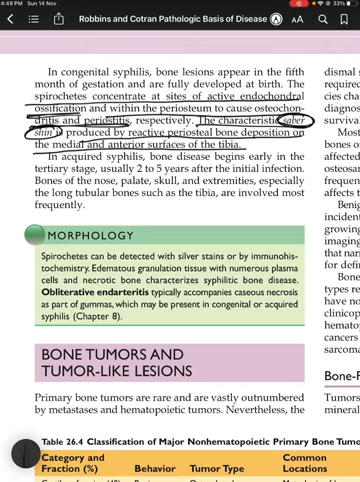 4:49 PM Sun 14 Nov
33%
Robbins and Cotran Pathologic Basis of Disease
AA
In congenital syphilis, bone lesions appear in the fifth
month of gestation and are fully developed at birth. The
spirochetes concentrate at sites of active endochondral
ossification and within the periosteum to cause osteochon-
dritis and periostitis, respectively. The characteristic saber
shin is produced by reactive periosteal bone deposition on
the medial and anterior surfaces of the tibia.
In acquired syphilis, bone disease begins early in the
tertiary stage, usually 2 to 5 years after the initial infection.
Bones of the nose, palate, skull, and extremities, especially
the long tubular bones such as the tibia, are involved most
frequently.
MORPHOLOGY
Spirochetes can be detected with silver stains or by immunohis-
tochemistry. Edematous granulation tissue with numerous plasma
cells and necrotic bone characterizes syphilitic bone disease.
Obliterative endarteritis typically accompanies caseous necrosis
as part of gummas, which may be present in congenital or acquired
syphilis (Chapter 8).
BONE TUMORS AND
TUMOR-LIKE LESIONS
Primary bone tumors are rare and are vastly outnumbered
by metastases and hematopoietic tumors. Nevertheless, the
Table 26.4 Classification of Major Nonhematopoietic Primary Bone Tumo
Category and
Fraction (%) Behavior Tumor Type Common
Locations
dismal s
required
cies cha
diagnos
survival
Most
bones o
affected
osteosar
frequen
affects t
Benig
inciden
growing
imaging
that nar
for defin
Bone
types re
have no
clinicop
hematop
cancers
sarcoma
Bone-F
Tumors
mineral